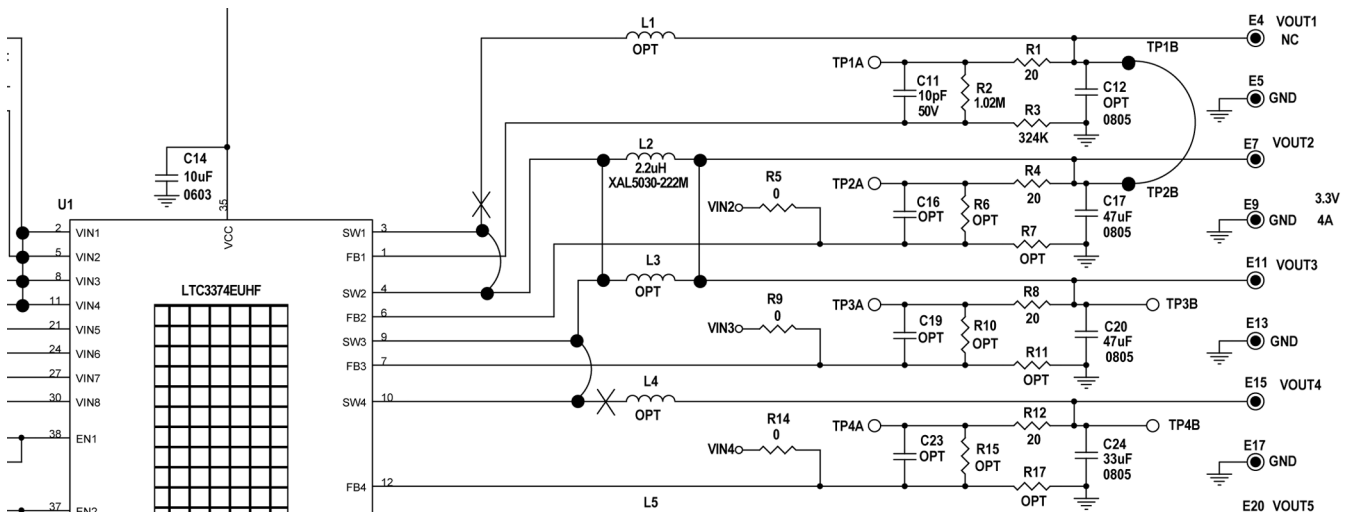 L1
OPT
E4 VOUT1
NC
TP1A
R1
20
TP1B
C11
10pF
50V
R2
1.02M
C12
OPT
0805
R3
324K
E5
GND
L2
2.2uH
XAL5030-222M
E7 VOUT2
C14
10uF
0603
R5
0
VIN2
TP2A
R4
20
TP2B
C16
OPT
R6
OPT
C17
47uF
0805
R7
OPT
E9
GND
3.3V
4A
U1
35
VCC
LTC3374EUHF
2 VIN1
5 VIN2
8 VIN3
11 VIN4
21 VIN5
24 VIN6
27 VIN7
30 VIN8
38 EN1
37 EN2
SW1 3
FB1 1
SW2 4
FB2 6
SW3 9
FB3 7
SW4 10
FB4 12
L3
OPT
E11 VOUT3
R9
0
VIN3
TP3A
R8
20
TP3B
C19
OPT
R10
OPT
C20
47uF
0805
R11
OPT
E13
GND
L4
OPT
E15 VOUT4
R14
0
VIN4
TP4A
R12
20
TP4B
C23
OPT
R15
OPT
C24
33uF
0805
R17
OPT
E17
GND
L5
E20 VOUT5